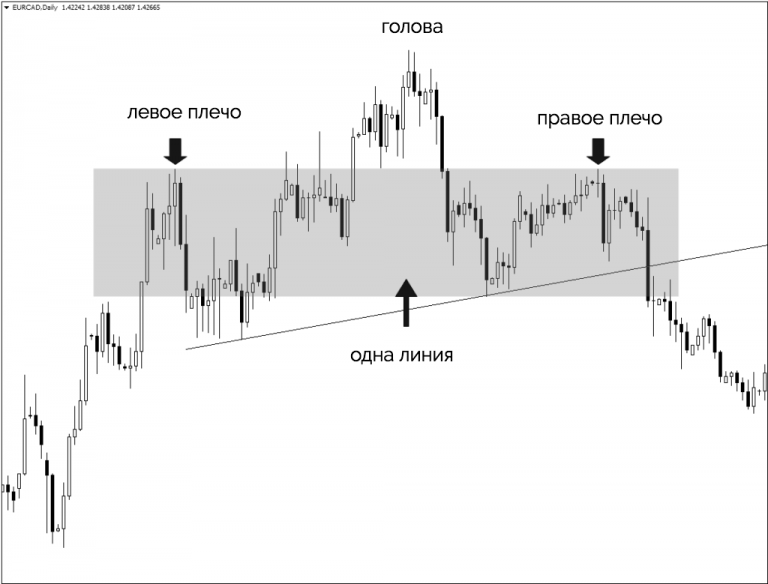 EURCAD,Daily 1.42242 1.42838 1.42087 1.42665
голова
левое плечо
правое плечо
одна линия